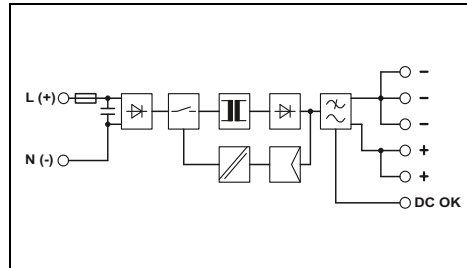 L (+)
–
–
–
+
N (-)
+
DC OK